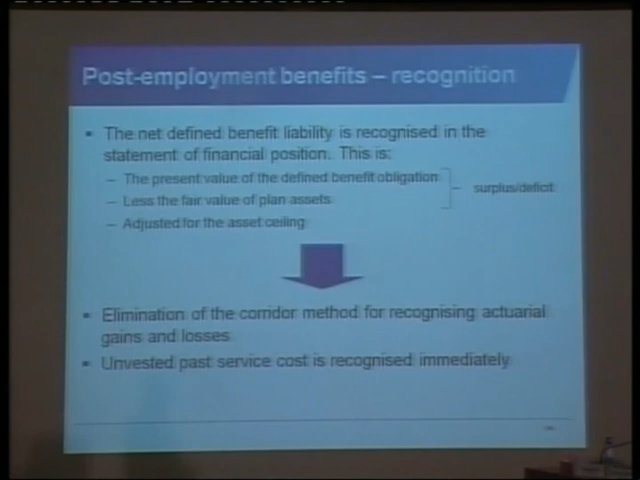 Post-employment benefits – recognition
▪ The net defined benefit liability is recognised in the
statement of financial position. This is:
– The present value of the defined benefit obligation
– Less the fair value of plan assets
surplus/deficit
– Adjusted for the asset ceiling
▪ Elimination of the corridor method for recognising actuarial
gains and losses
▪ Unvested past service cost is recognised immediately